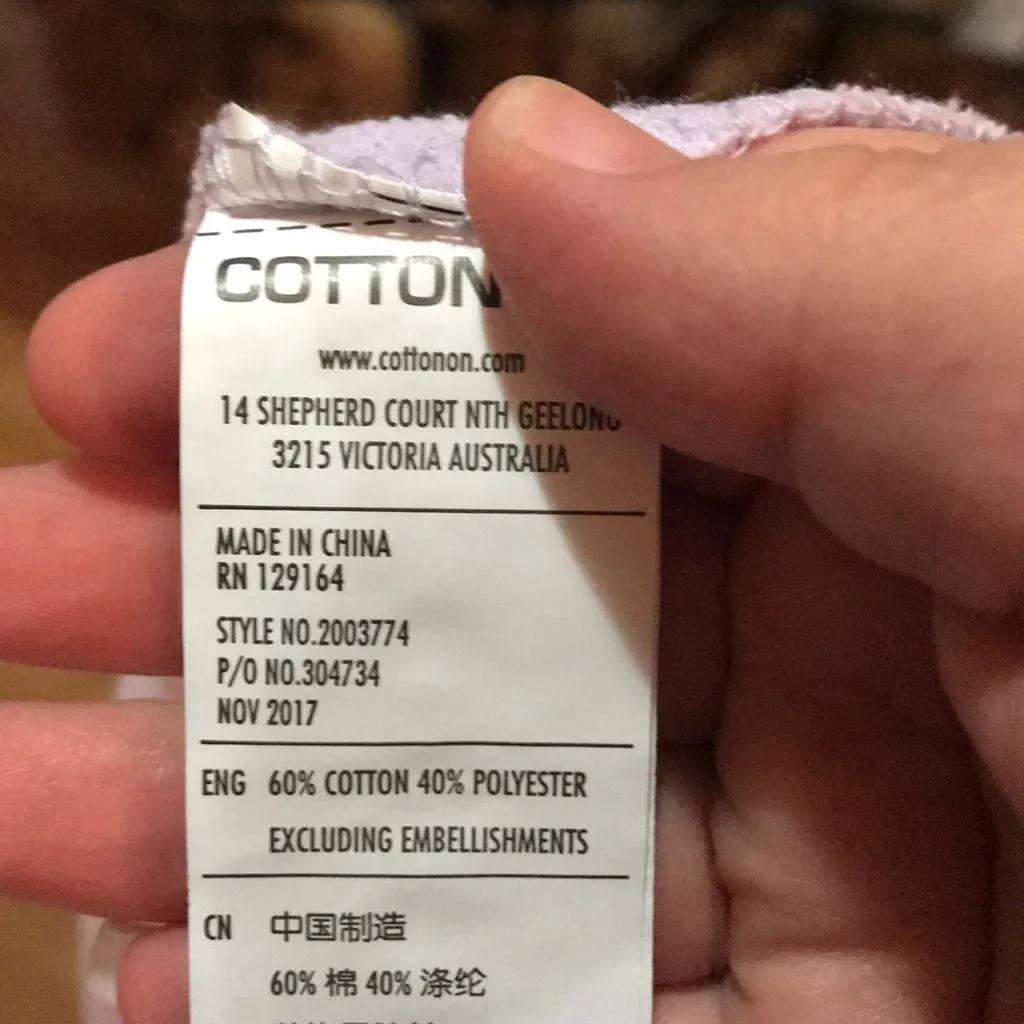 COTTON
www.cottonon.com
14 SHEPHERD COURT NTH GEELONG
3215 VICTORIA AUSTRALIA
MADE IN CHINA
RN 129164
STYLE NO.2003774
P/O NO.304734
NOV 2017
ENG 60% COTTON 40% POLYESTER
EXCLUDING EMBELLISHMENTS
CN 中国制造
60% 棉 40% 涤纶